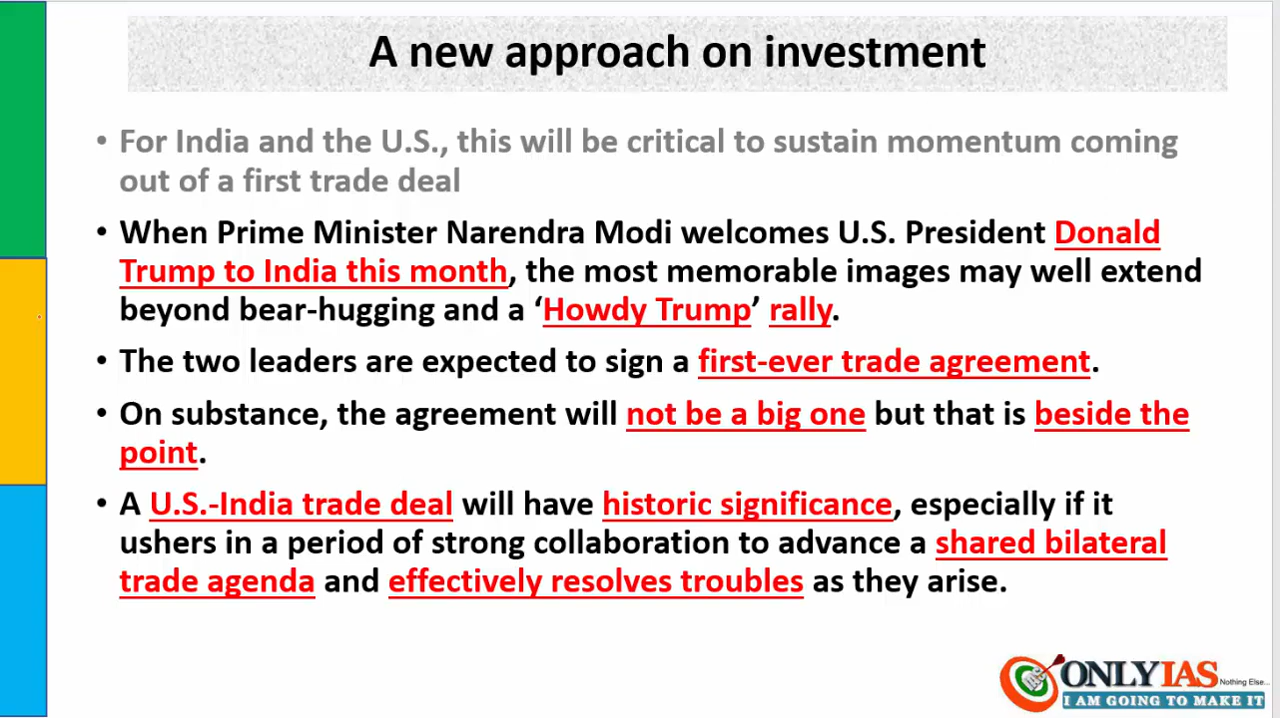 A new approach on investment
• For India and the U.S., this will be critical to sustain momentum coming
out of a first trade deal
• When Prime Minister Narendra Modi welcomes U.S. President Donald
Trump to India this month, the most memorable images may well extend
beyond bear-hugging and a ‘Howdy Trump’ rally.
• The two leaders are expected to sign a first-ever trade agreement.
• On substance, the agreement will not be a big one but that is beside the
point.
• A U.S.-India trade deal will have historic significance, especially if it
ushers in a period of strong collaboration to advance a shared bilateral
trade agenda and effectively resolves troubles as they arise.
ONLYIAS Nothing Else...
I AM GOING TO MAKE IT